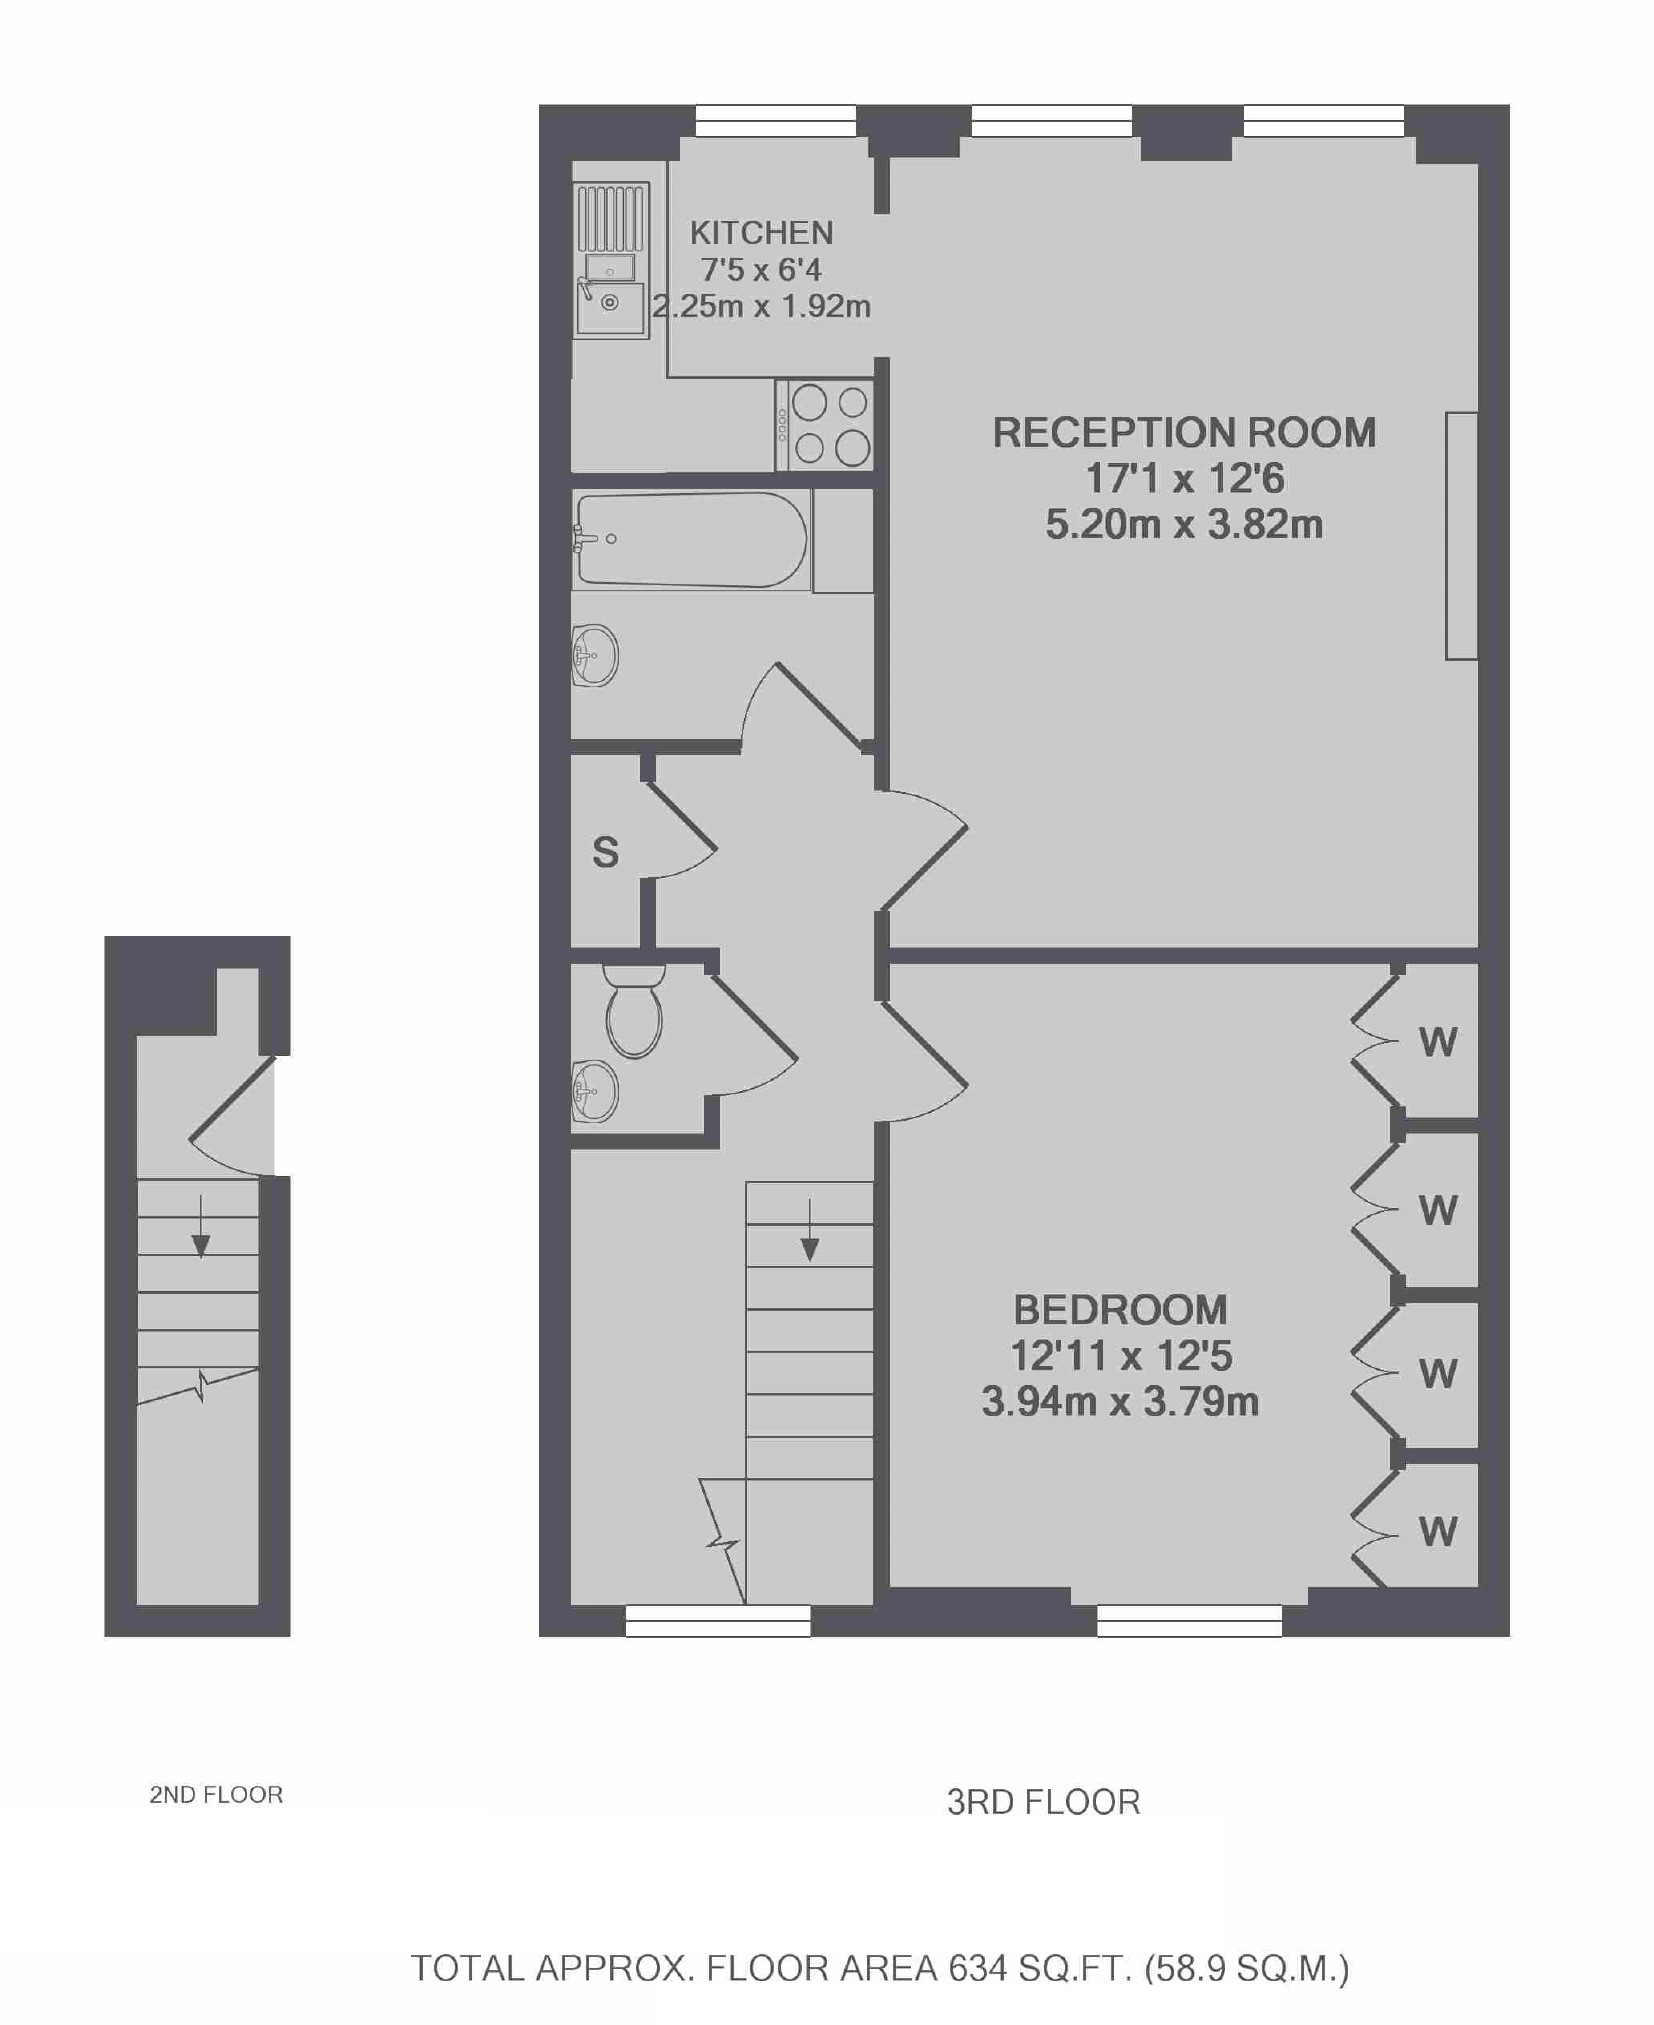 KITCHEN
7'5 x 6'4
2.25m x 1.92m
RECEPTION ROOM
17'1 x 12'6
5.20m x 3.82m
S
W
W
BEDROOM
12'11 x 12'5
3.94m x 3.79m
W
W
2ND FLOOR
3RD FLOOR
TOTAL APPROX. FLOOR AREA 634 SQ.FT. (58.9 SQ.M.)